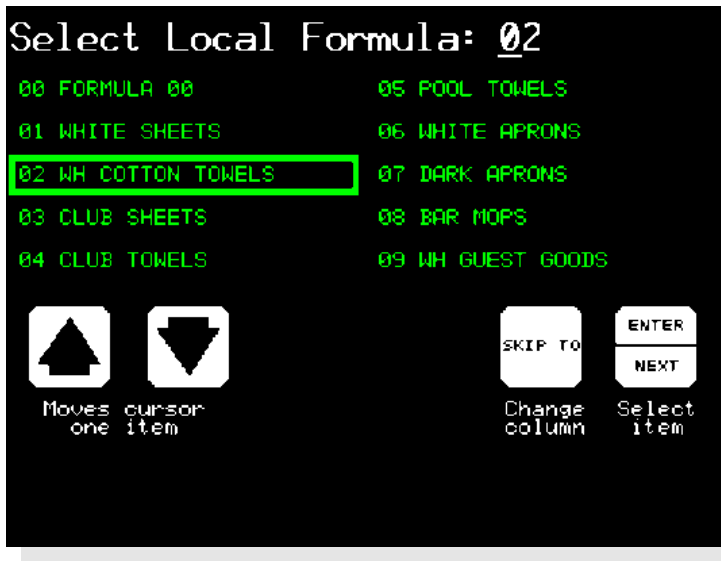 Select Local Formula: 02
00 FORMULA 00
01 WHITE SHEETS
02 WH COTTON TOWELS
03 CLUB SHEETS
04 CLUB TOWELS
05 POOL TOWELS
06 WHITE APRONS
07 DARK APRONS
08 BAR MOPS
09 WH GUEST GOODS
Moves cursor
one item
SKIP TO
Change
column
ENTER
NEXT
Select
item